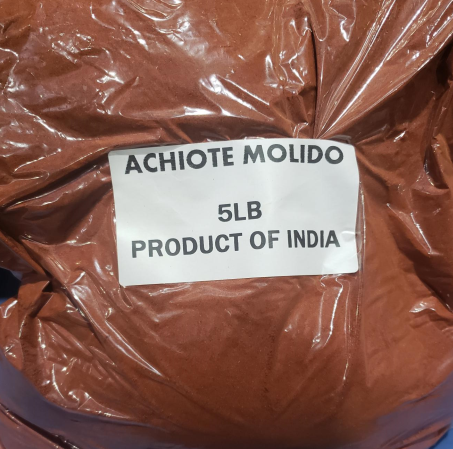 ACHIOTE MOLIDO
5LB
PRODUCT OF INDIA